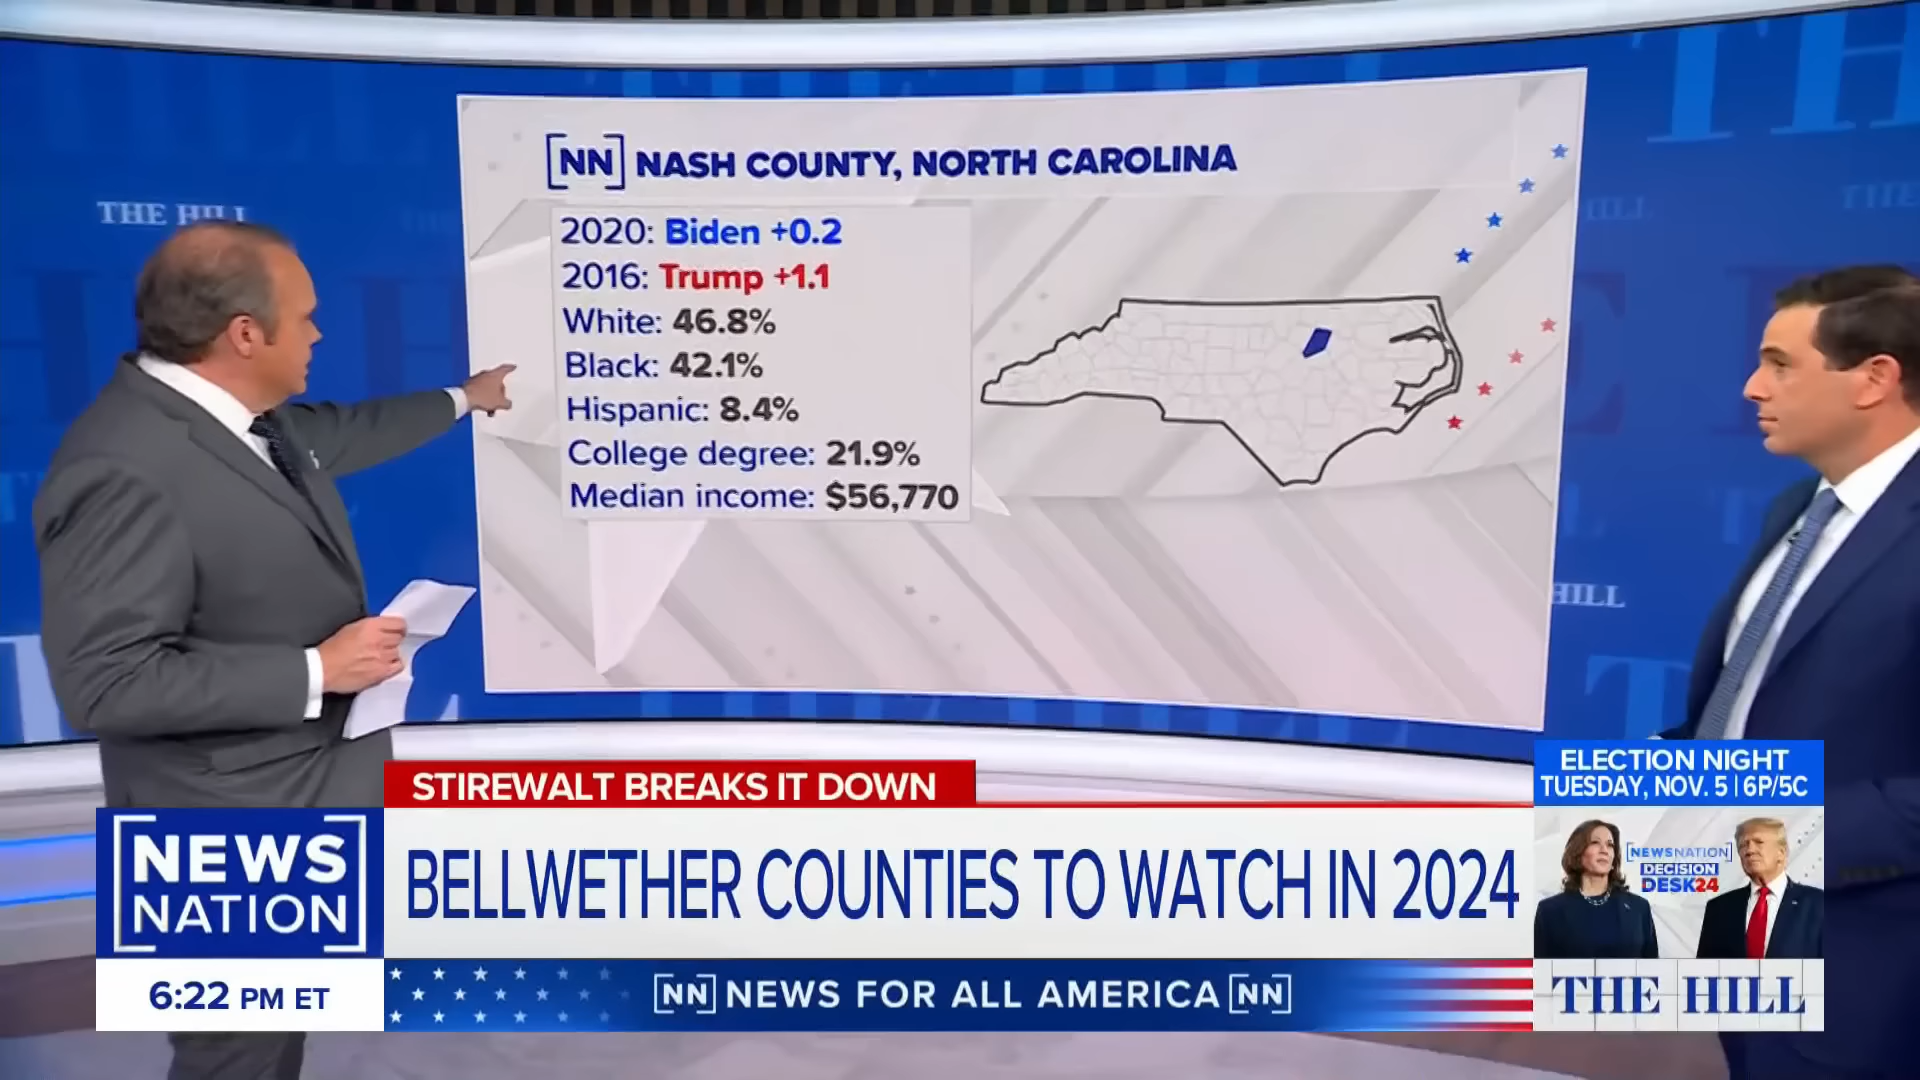 THE HILL
[NN] NASH COUNTY, NORTH CAROLINA
2020: Biden +0.2
2016: Trump +1.1
White: 46.8%
Black: 42.1%
Hispanic: 8.4%
College degree: 21.9%
Median income: $56,770
HILL
STIREWALT BREAKS IT DOWN
BELLWETHER COUNTIES TO WATCH IN 2024
NEWS
NATION
6:22 PM ET
[NN] NEWS FOR ALL AMERICA [NN]
ELECTION NIGHT
TUESDAY, NOV. 5 | 6P/5C
[NEWSNATION]
DECISION
DESK24
THE HILL